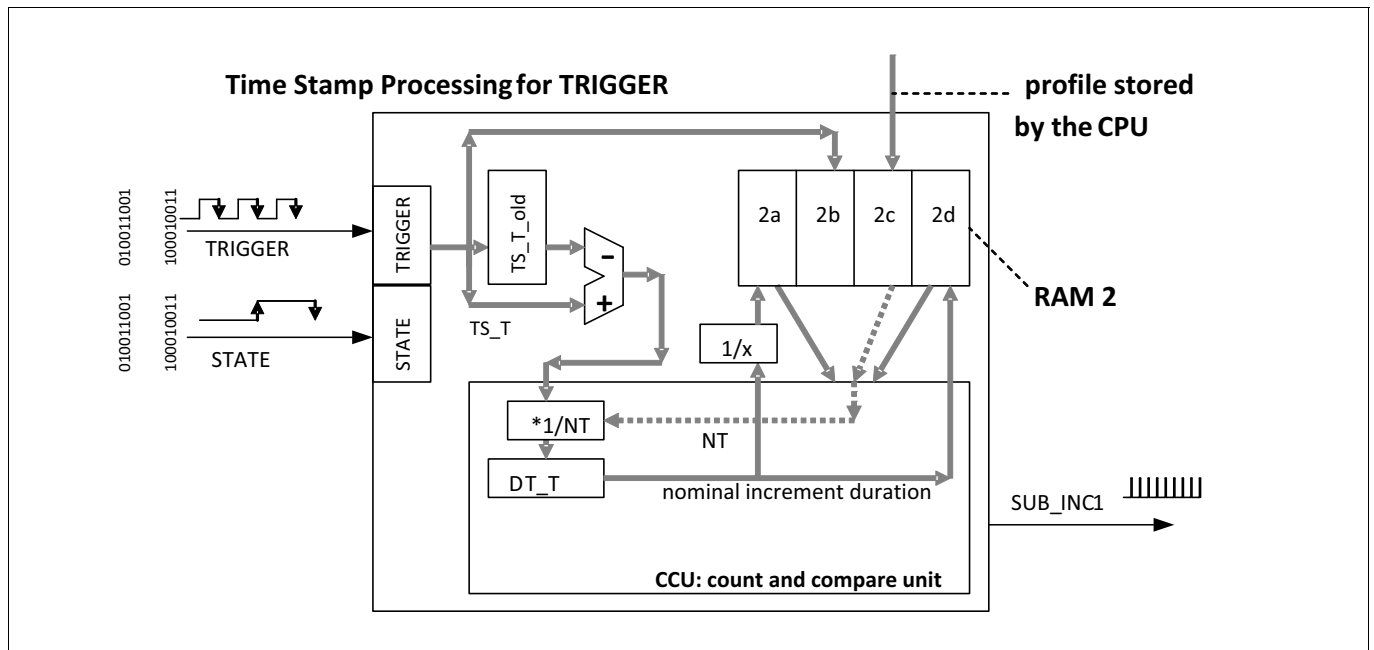 Time Stamp Processing for TRIGGER
profile stored
by the CPU
010011001
100010011
TRIGGER
TRIGGER
TS_T_old
-
+
2a
2b
2c
2d
RAM 2
010011001
100010011
STATE
STATE
TS_T
1/x
*1/NT
NT
DT_T
nominal increment duration
SUB_INC1
CCU: count and compare unit